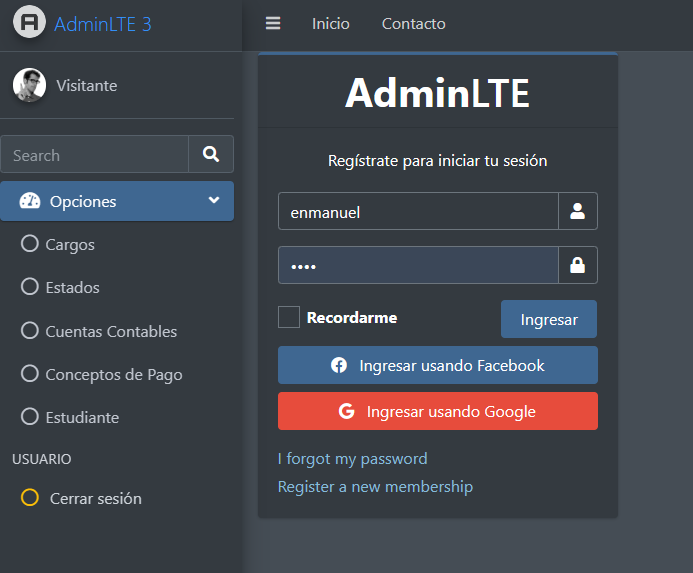 AdminLTE 3
Inicio
Contacto
Visitante
Search
Opciones
Cargos
Estados
Cuentas Contables
Conceptos de Pago
Estudiante
USUARIO
Cerrar sesión
AdminLTE
Regístrate para iniciar tu sesión
enmanuel
••••
Recordarme
Ingresar
Ingresar usando Facebook
Ingresar usando Google
I forgot my password
Register a new membership